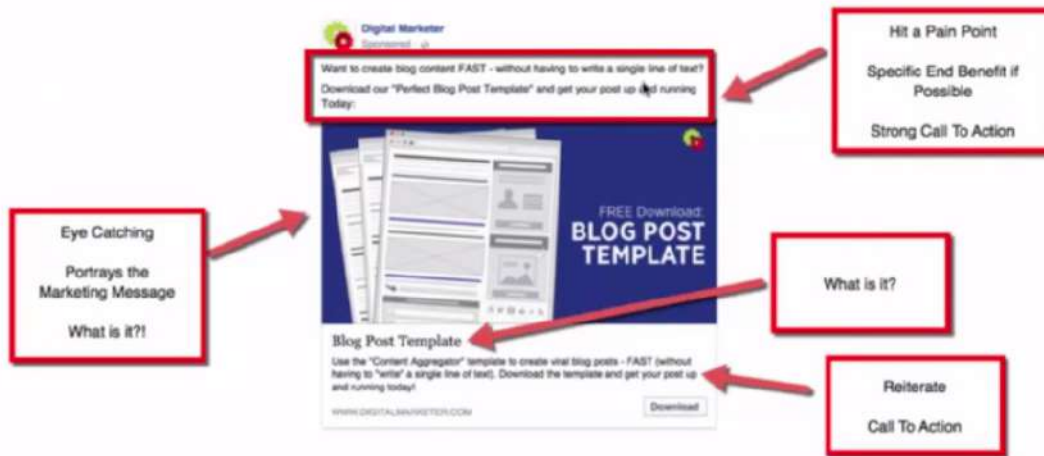 Digital Marketer
Sponsored
Want to create blog content FAST - without having to write a single line of text?
Download our "Perfect Blog Post Template" and get your post up and running
Today:
Hit a Pain Point
Specific End Benefit if
Possible
Strong Call To Action
FREE Download:
BLOG POST
TEMPLATE
Eye Catching
Portrays the
Marketing Message
What is it?!
What is it?
Blog Post Template
Use the "Content Aggregator" template to create viral blog posts - FAST (without
having to "write" a single line of text). Download the template and get your post up
and running today!
WWW.DIGITALMARKETER.COM
Download
Reiterate
Call To Action